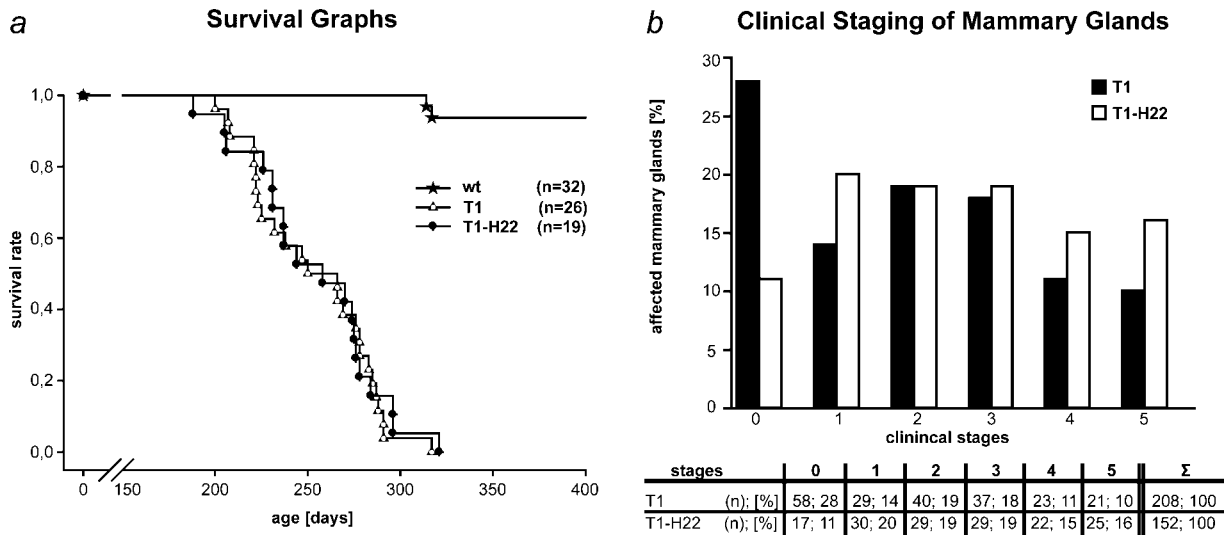 a
Survival Graphs
1,0
0,8
0,6
0,4
0,2
0,0
survival rate
wt (n=32)
T1 (n=26)
T1-H22 (n=19)
0 150 200 250 300 350 400
age [days]
b
Clinical Staging of Mammary Glands
30
25
20
15
10
5
0
affected mammary glands [%]
T1
T1-H22
0 1 2 3 4 5
clinincal stages
stages 0 1 2 3 4 5 Σ
T1 (n); [%] 58; 28 29; 14 40; 19 37; 18 23; 11 21; 10 208; 100
T1-H22 (n); [%] 17; 11 30; 20 29; 19 29; 19 22; 15 25; 16 152; 100